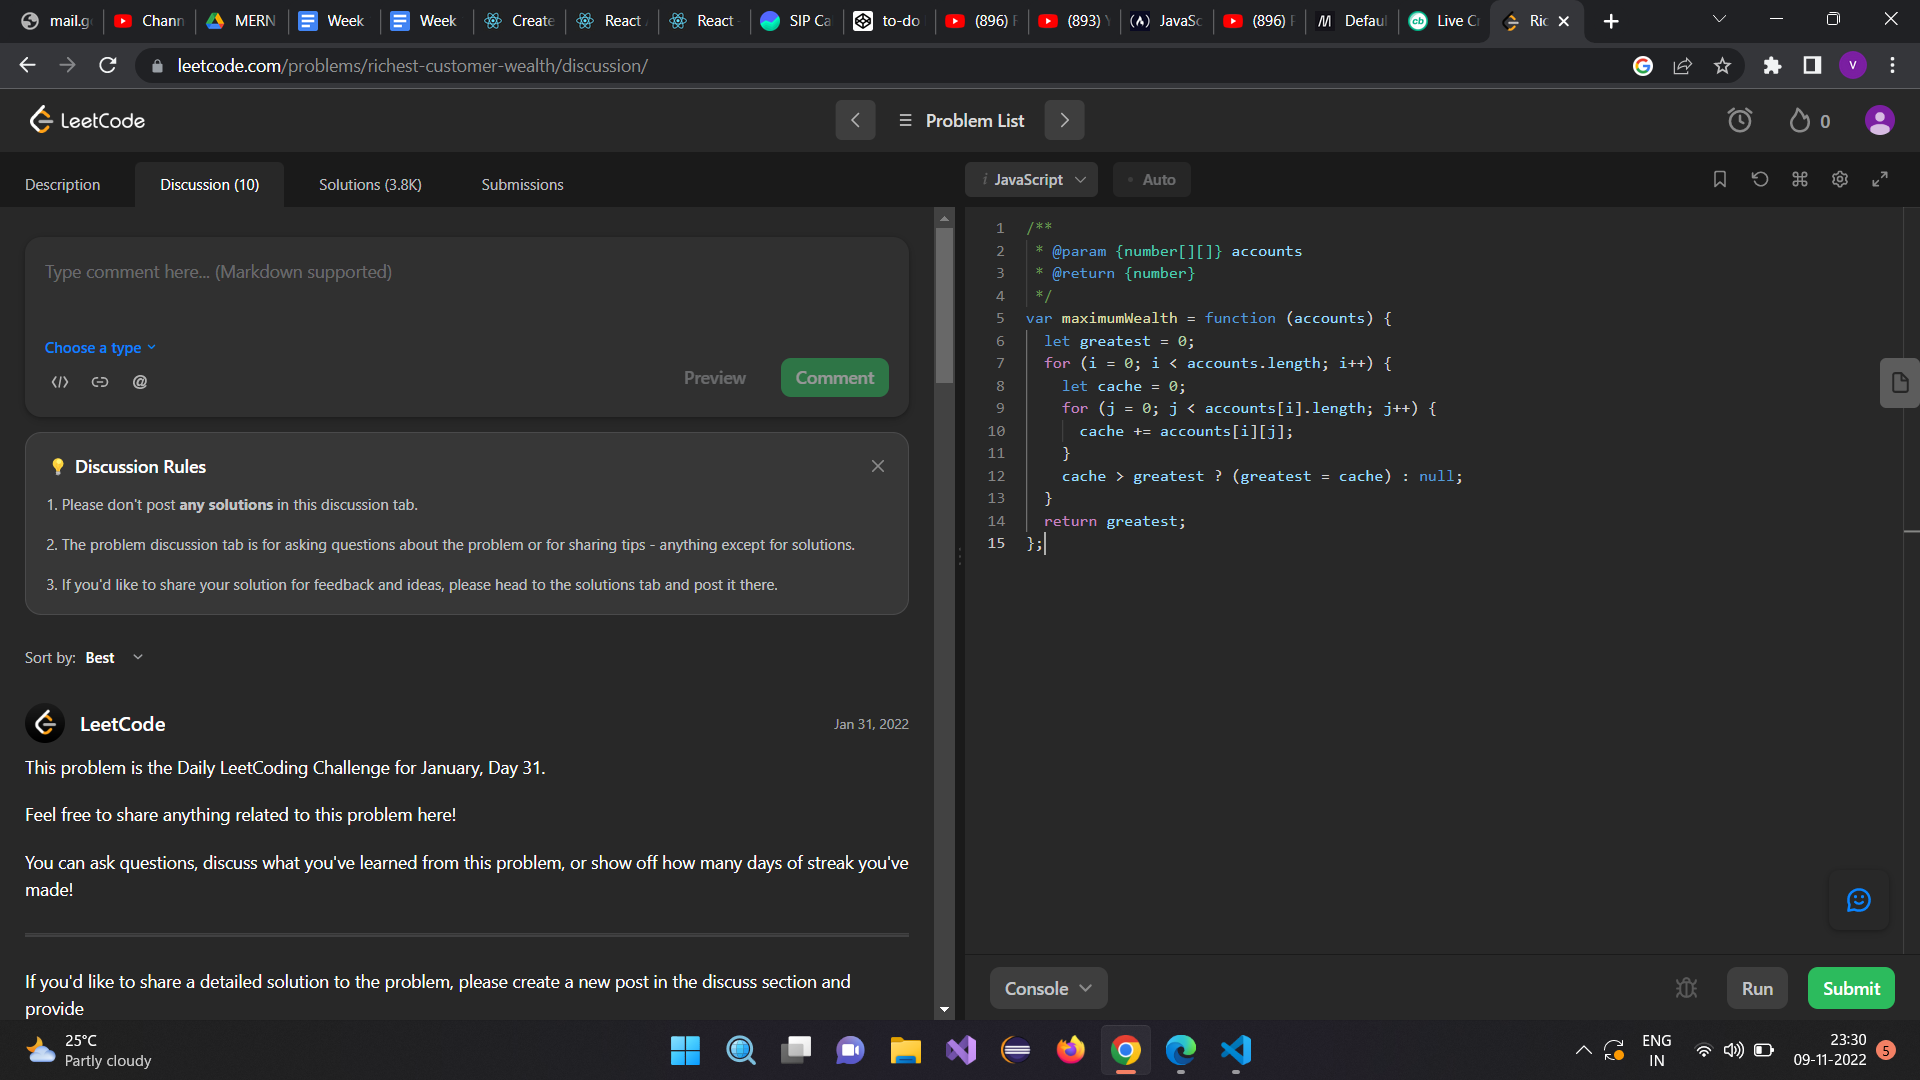 mail.g
Chann
MERN
Week
Week
Create
React
React
SIP Ca
to-do
(896)
(893)
JavaSc
(896)
Defaul
Live C
Ric
leetcode.com/problems/richest-customer-wealth/discussion/
V
LeetCode
Problem List
0
Description
Discussion (10)
Solutions (3.8K)
Submissions
i JavaScript
Auto
Type comment here... (Markdown supported)
Choose a type
Preview
Comment
Discussion Rules
1. Please don't post any solutions in this discussion tab.
2. The problem discussion tab is for asking questions about the problem or for sharing tips - anything except for solutions.
3. If you'd like to share your solution for feedback and ideas, please head to the solutions tab and post it there.
Sort by: Best
LeetCode
Jan 31, 2022
This problem is the Daily LeetCoding Challenge for January, Day 31.
Feel free to share anything related to this problem here!
You can ask questions, discuss what you've learned from this problem, or show off how many days of streak you've
made!
If you'd like to share a detailed solution to the problem, please create a new post in the discuss section and
provide
1 /**
2 * @param {number[][]} accounts
3 * @return {number}
4 */
5 var maximumWealth = function (accounts) {
6 let greatest = 0;
7 for (i = 0; i < accounts.length; i++) {
8 let cache = 0;
9 for (j = 0; j < accounts[i].length; j++) {
10 cache += accounts[i][j];
11 }
12 cache > greatest ? (greatest = cache) : null;
13 }
14 return greatest;
15 };
Console
Run
Submit
25°C
Partly cloudy
ENG
IN
23:30
09-11-2022
5